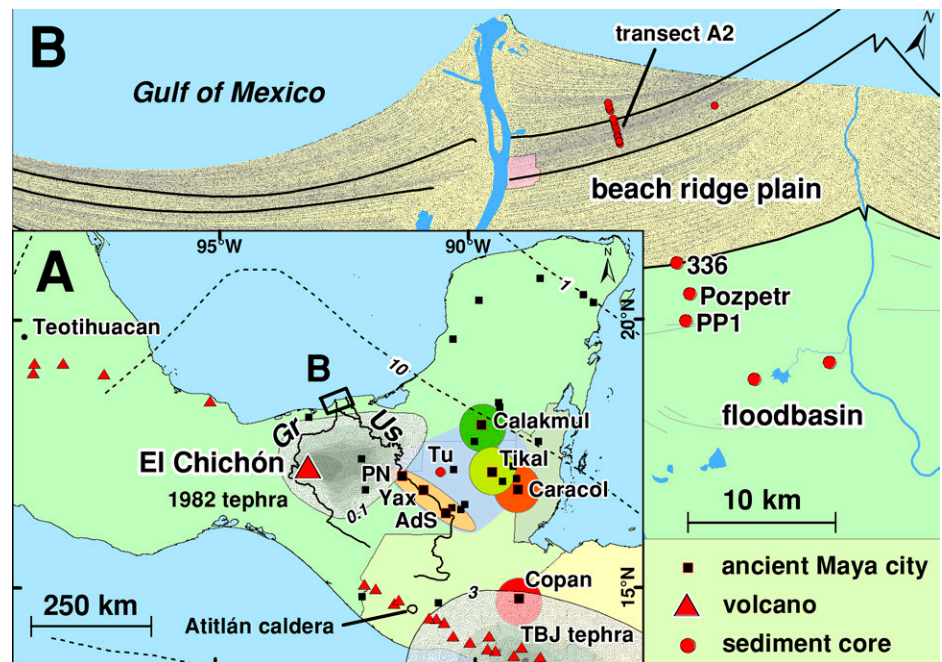 B
Gulf of Mexico
transect A2
N
beach ridge plain
336
Pozpetr
PP1
floodbasin
10 km
A
95°W
90°W
N
1
20°N
Teotihuacan
10
B
Gr
Us
Calakmul
El Chichón
Tu
Tikal
PN
1982 tephra
Yax
Caracol
0.1
AdS
Copan
3
15°N
250 km
Atitlán caldera
TBJ tephra
ancient Maya city
volcano
sediment core